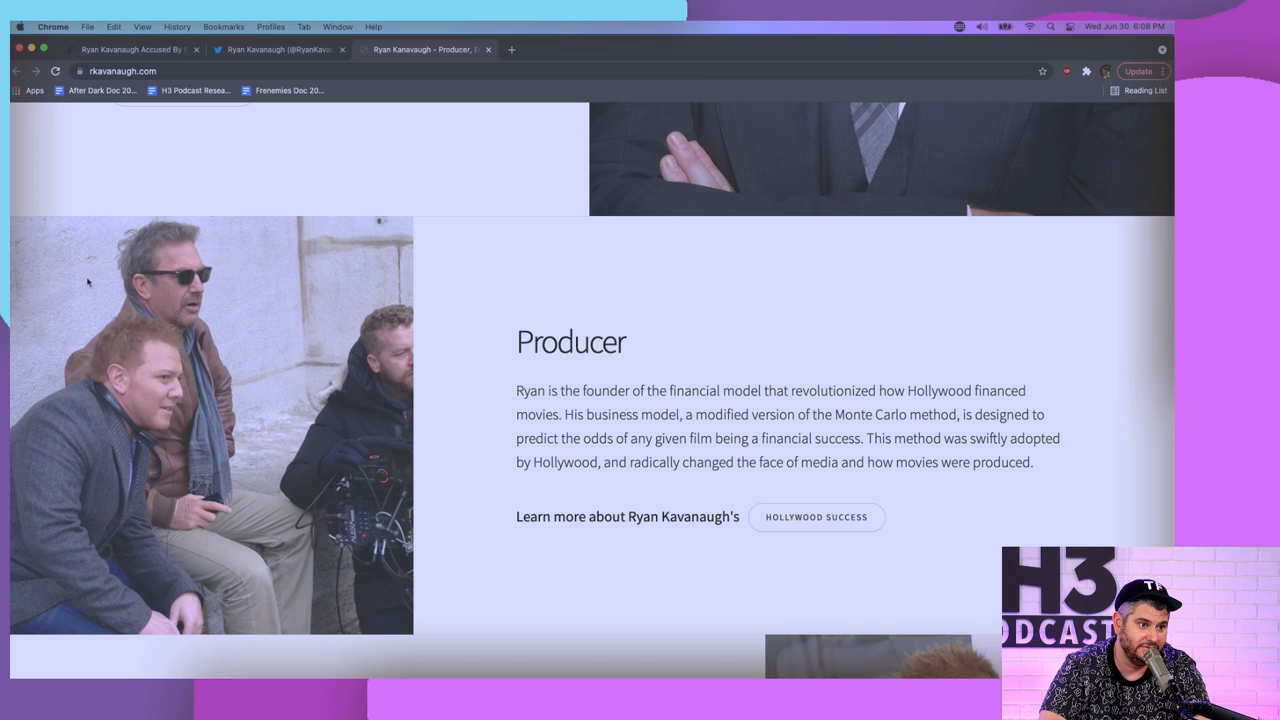 Chrome File Edit View History Bookmarks Profiles Tab Window Help Wed Jun 30 6:08 PM
Ryan Kavanaugh Accused By Ryan Kavanaugh (@RyanKava Ryan Kanavaugh - Producer, E
rkavanaugh.com Update
Apps After Dark Doc 20... H3 Podcast Resea... Frenemies Doc 20... Reading List
Producer
Ryan is the founder of the financial model that revolutionized how Hollywood financed
movies. His business model, a modified version of the Monte Carlo method, is designed to
predict the odds of any given film being a financial success. This method was swiftly adopted
by Hollywood, and radically changed the face of media and how movies were produced.
Learn more about Ryan Kavanaugh's HOLLYWOOD SUCCESS
H3
ODCAST